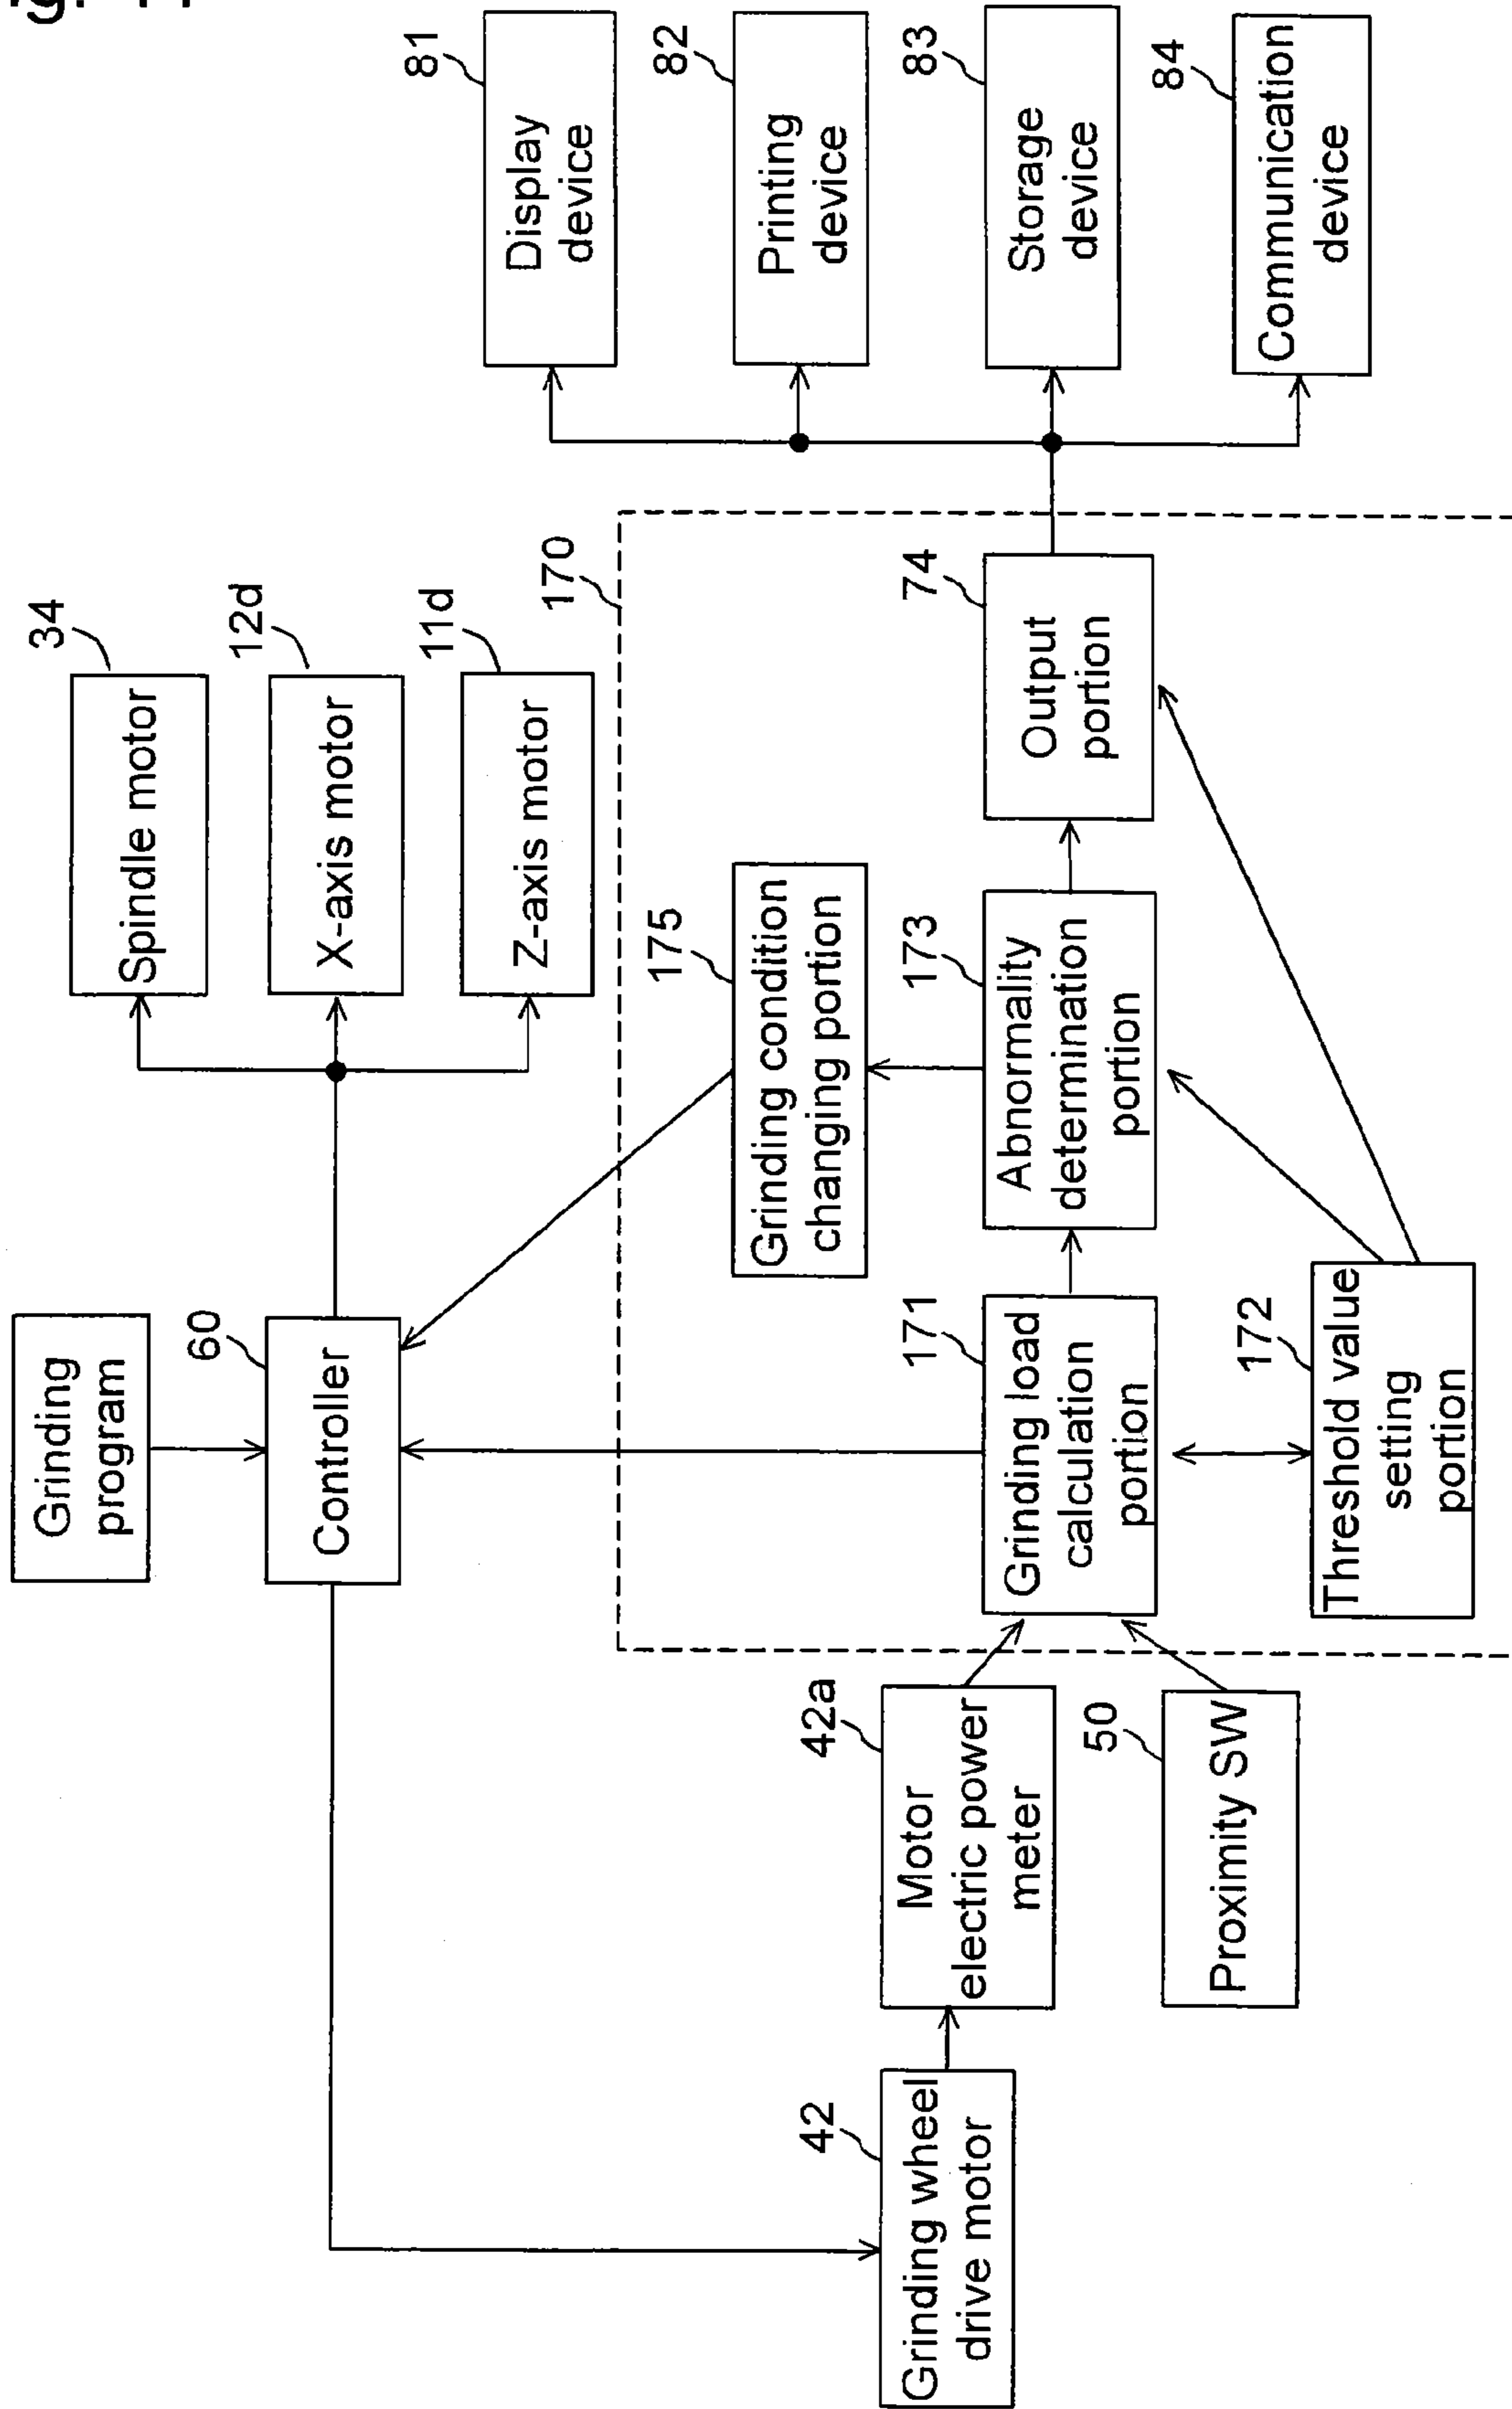 Grinding
program
34
Spindle motor
60
Controller
12d
X-axis motor
11d
Z-axis motor
81
Display
device
170
82
Printing
device
175
Grinding condition
changing portion
42
Grinding wheel
drive motor
42a
Motor
electric power
meter
171
Grinding load
calculation
portion
173
Abnormality
determination
portion
74
Output
portion
83
Storage
device
50
Proximity SW
172
Threshold value
setting
portion
84
Communication
device